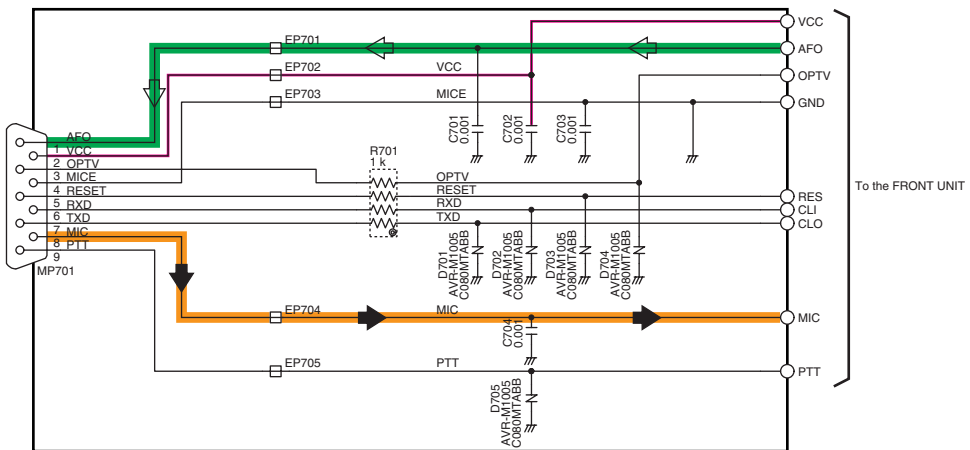 VCC
EP701
AFO
EP702
VCC
OPTV
EP703
MICE
GND
C701
0.001
C702
0.001
C703
0.001
AFO
1 VCC
2 OPTV
3 MICE
4 RESET
5 RXD
6 TXD
7 MIC
8 PTT
9
MP701
R701
1 k
OPTV
RESET
RXD
TXD
RES
CLI
CLO
To the FRONT UNIT
D701
AVR-M1005
C080MTABB
D702
AVR-M1005
C080MTABB
D703
AVR-M1005
C080MTABB
D704
AVR-M1005
C080MTABB
EP704
MIC
MIC
C704
0.001
EP705
PTT
PTT
D705
AVR-M1005
C080MTABB